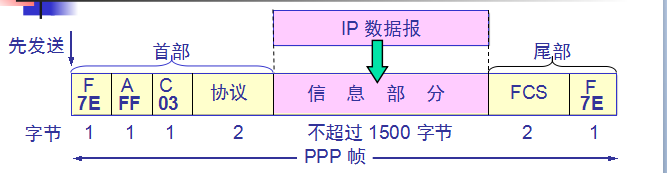 IP 数据报
先发送
首部
尾部
F A C
7E FF 03 协议 信 息 部 分 FCS F 7E
字节 1 1 1 2 不超过 1500 字节 2 1
PPP 帧